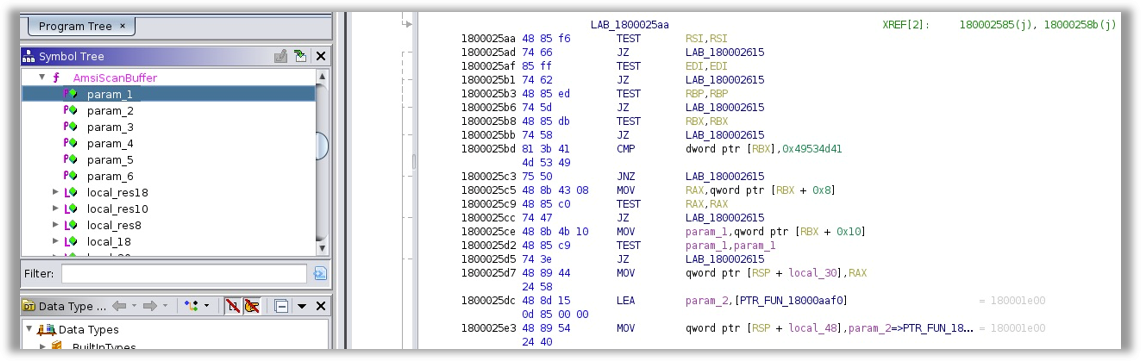 Program Tree ×
Symbol Tree
f AmsiScanBuffer
param_1
param_2
param_3
param_4
param_5
param_6
local_res18
local_res10
local_res8
local_18
Filter:
Data Type ...
Data Types
BuiltInTypes
LAB_1800025aa XREF[2]: 180002585(j), 18000258b(j)
1800025aa 48 85 f6 TEST RSI,RSI
1800025ad 74 66 JZ LAB_180002615
1800025af 85 ff TEST EDI,EDI
1800025b1 74 62 JZ LAB_180002615
1800025b3 48 85 ed TEST RBP,RBP
1800025b6 74 5d JZ LAB_180002615
1800025b8 48 85 db TEST RBX,RBX
1800025bb 74 58 JZ LAB_180002615
1800025bd 81 3b 41 CMP dword ptr [RBX],0x49534d41
4d 53 49
1800025c3 75 50 JNZ LAB_180002615
1800025c5 48 8b 43 08 MOV RAX,qword ptr [RBX + 0x8]
1800025c9 48 85 c0 TEST RAX,RAX
1800025cc 74 47 JZ LAB_180002615
1800025ce 48 8b 4b 10 MOV param_1,qword ptr [RBX + 0x10]
1800025d2 48 85 c9 TEST param_1,param_1
1800025d5 74 3e JZ LAB_180002615
1800025d7 48 89 44 MOV qword ptr [RSP + local_30],RAX
24 58
1800025dc 48 8d 15 LEA param_2,[PTR_FUN_18000aaf0] = 180001e00
0d 85 00 00
1800025e3 48 89 54 MOV qword ptr [RSP + local_48],param_2=>PTR_FUN_18... = 180001e00
24 40